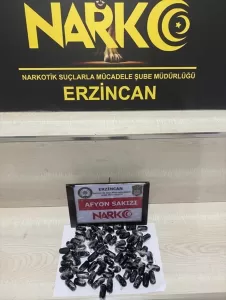 NARKO
NARKOTİK SUÇLARLA MÜCADELE ŞUBE MÜDÜRLÜĞÜ
ERZİNCAN
ERZİNCAN
AFYON SAKIZI
NARKO